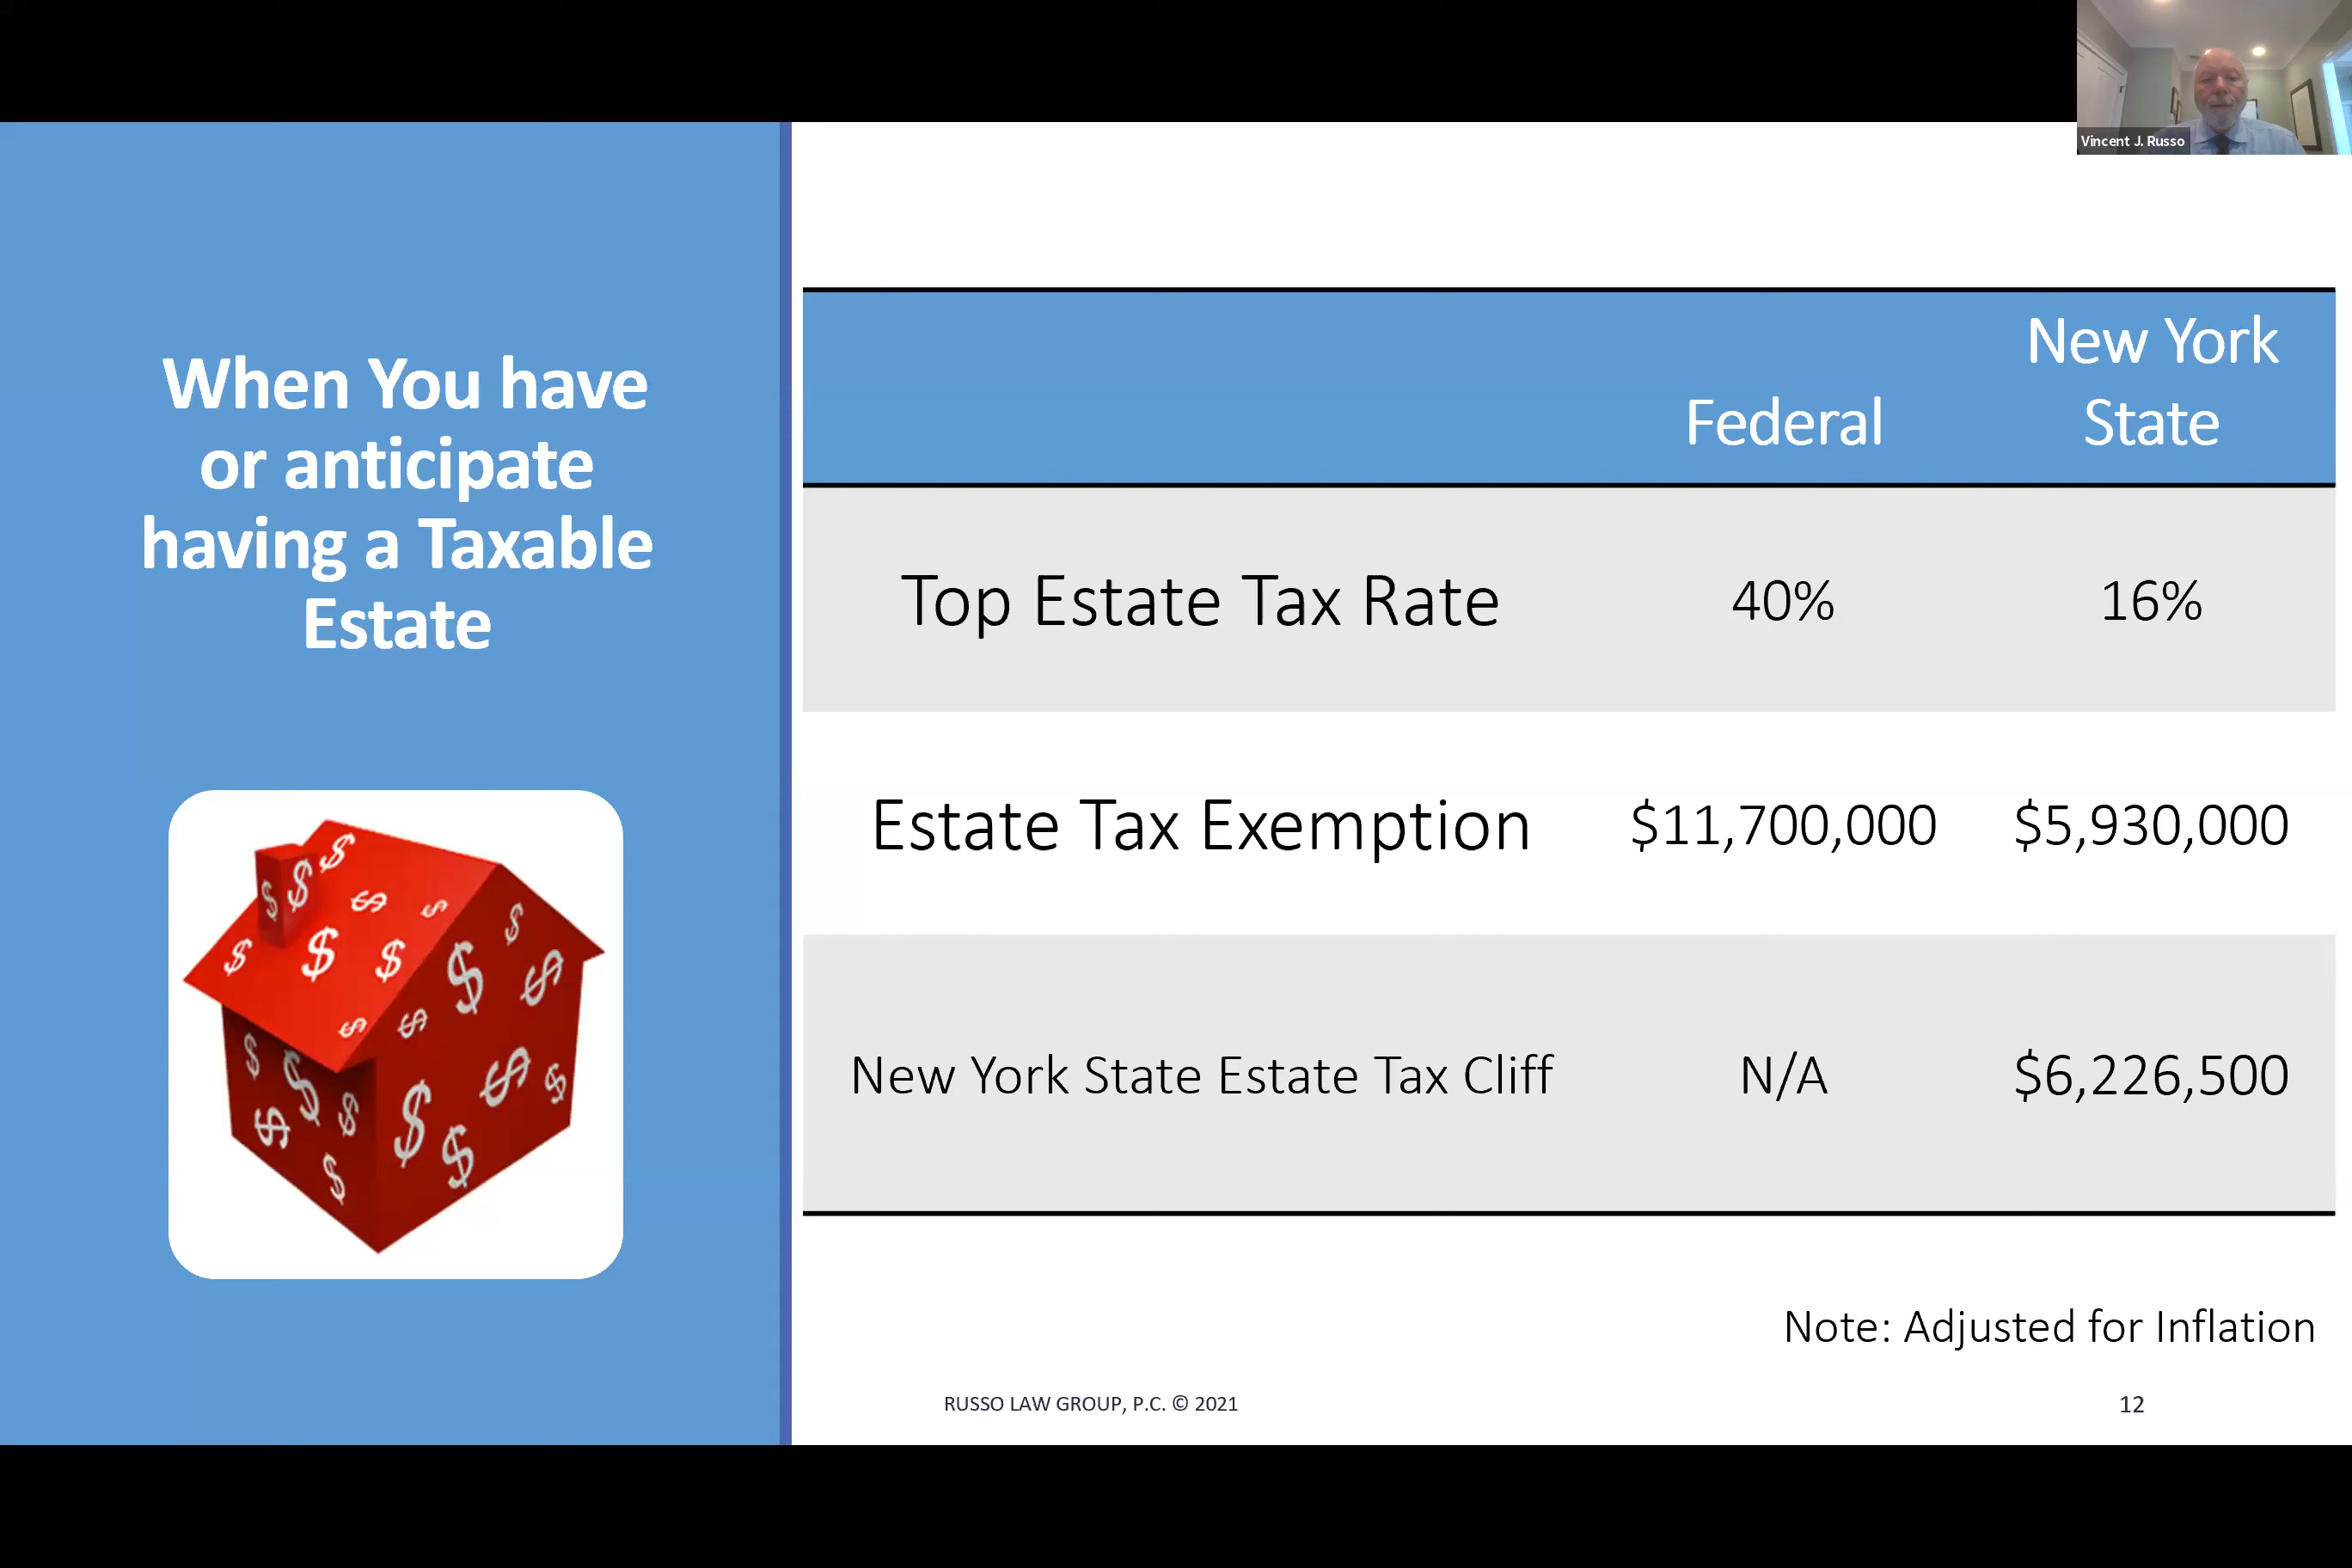 Vincent J. Russo
When You have
or anticipate
having a Taxable
Estate
New York
Federal State
Top Estate Tax Rate 40% 16%
Estate Tax Exemption $11,700,000 $5,930,000
New York State Estate Tax Cliff N/A $6,226,500
Note: Adjusted for Inflation
RUSSO LAW GROUP, P.C. © 2021 12